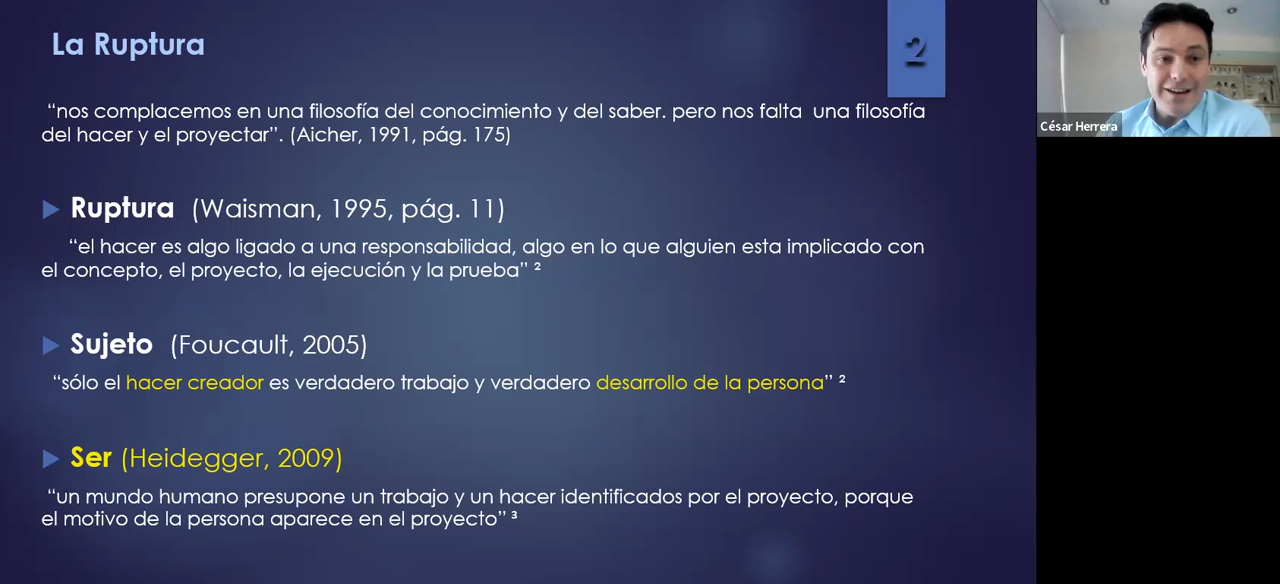 La Ruptura
2
“nos complacemos en una filosofía del conocimiento y del saber. pero nos falta una filosofía
del hacer y el proyectar”. (Aicher, 1991, pág. 175)
Ruptura (Waisman, 1995, pág. 11)
“el hacer es algo ligado a una responsabilidad, algo en lo que alguien esta implicado con
el concepto, el proyecto, la ejecución y la prueba” ²
Sujeto (Foucault, 2005)
“sólo el hacer creador es verdadero trabajo y verdadero desarrollo de la persona” ²
Ser (Heidegger, 2009)
“un mundo humano presupone un trabajo y un hacer identificados por el proyecto, porque
el motivo de la persona aparece en el proyecto” ³
César Herrera